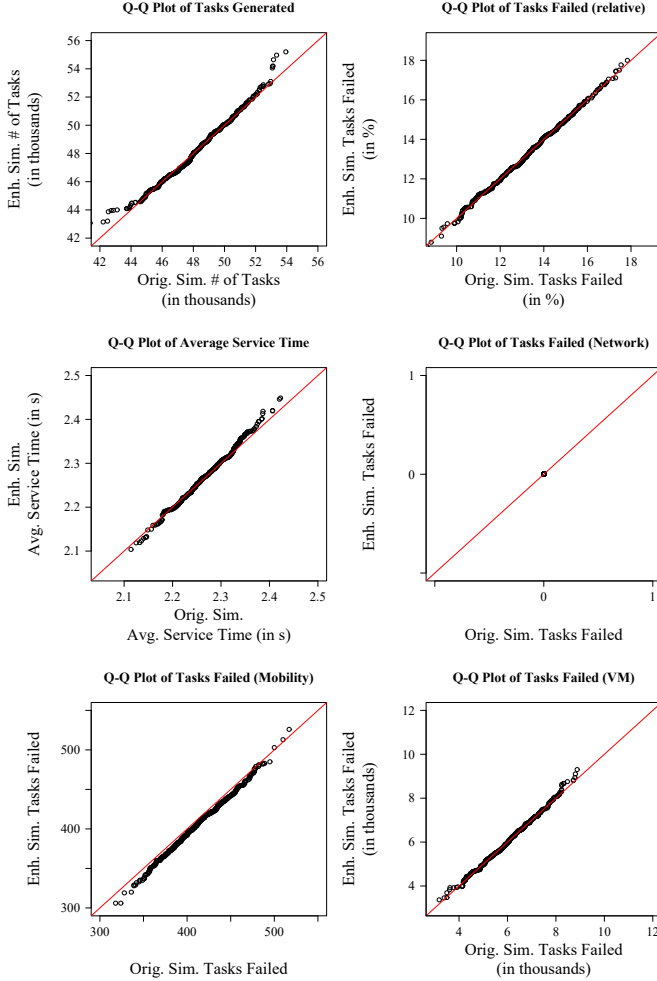 Q-Q Plot of Tasks Generated
56
54
52
50
48
46
44
42
Enh. Sim. # of Tasks
(in thousands)
42 44 46 48 50 52 54 56
Orig. Sim. # of Tasks
(in thousands)
Q-Q Plot of Tasks Failed (relative)
18
16
14
12
10
Enh. Sim. Tasks Failed
(in %)
10 12 14 16 18
Orig. Sim. Tasks Failed
(in %)
Q-Q Plot of Average Service Time
2.5
2.4
2.3
2.2
2.1
Enh. Sim.
Avg. Service Time (in s)
2.1 2.2 2.3 2.4 2.5
Orig. Sim.
Avg. Service Time (in s)
Q-Q Plot of Tasks Failed (Network)
1
0
Enh. Sim. Tasks Failed
0 1
Orig. Sim. Tasks Failed
Q-Q Plot of Tasks Failed (Mobility)
500
400
300
Enh. Sim. Tasks Failed
300 400 500
Orig. Sim. Tasks Failed
Q-Q Plot of Tasks Failed (VM)
12
10
8
6
4
Enh. Sim. Tasks Failed
(in thousands)
4 6 8 10 12
Orig. Sim. Tasks Failed
(in thousands)